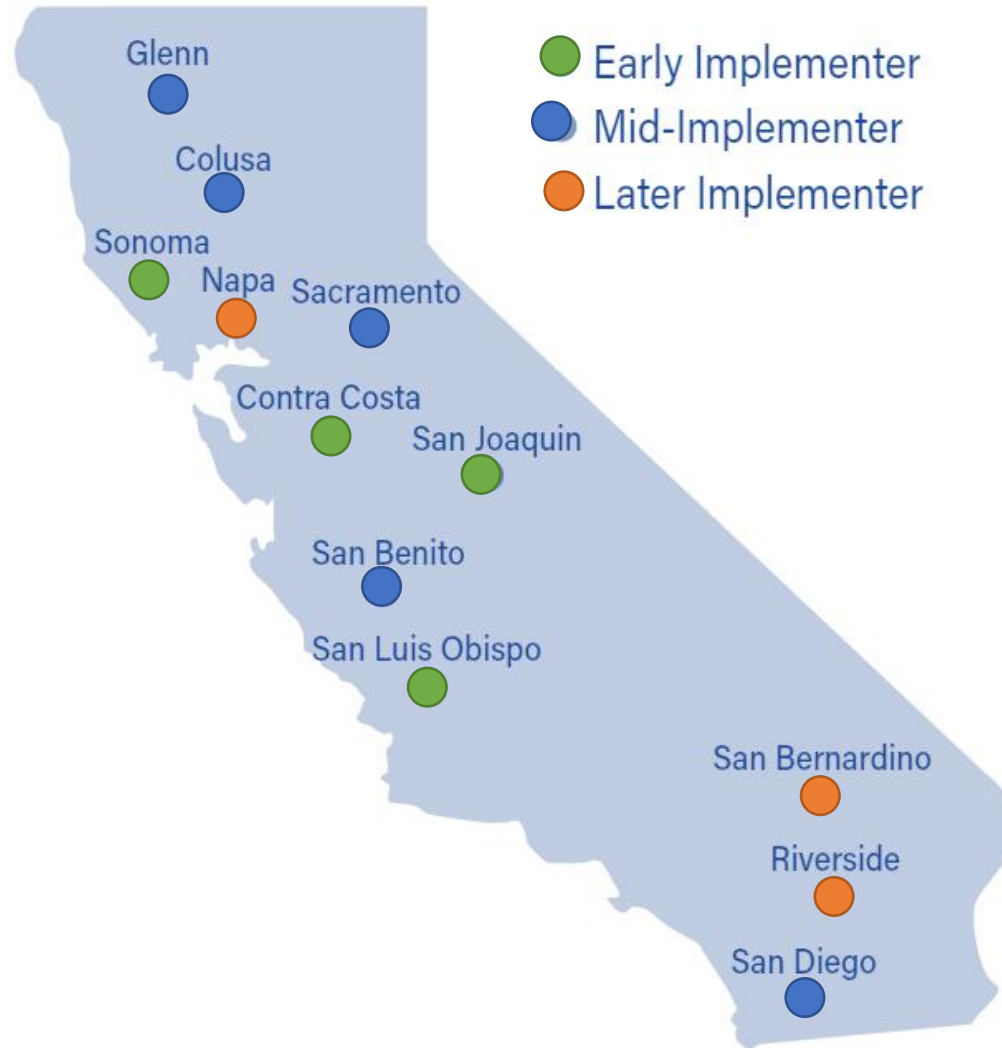 Glenn
Early Implementer
Mid-Implementer
Colusa
Later Implementer
Sonoma
Napa
Sacramento
Contra Costa
San Joaquin
San Benito
San Luis Obispo
San Bernardino
Riverside
San Diego